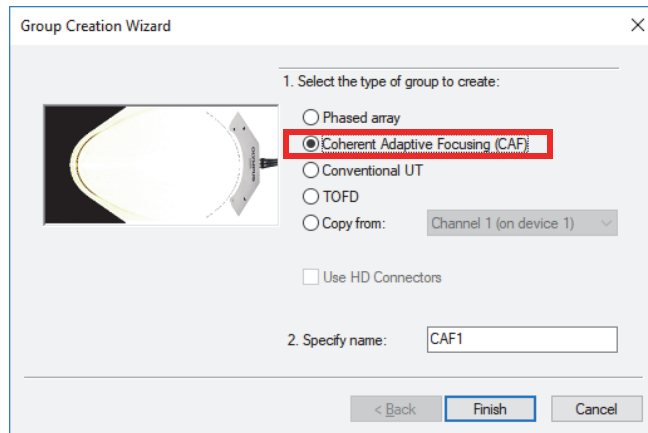 Group Creation Wizard
1. Select the type of group to create:
Phased array
Coherent Adaptive Focusing (CAF)
Conventional UT
TOFD
Copy from: Channel 1 (on device 1)
Use HD Connectors
OLYMPUS
2. Specify name: CAF1
< Back Finish Cancel